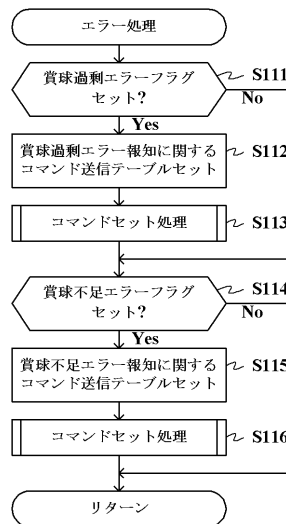 エラー処理
賞球過剰エラーフラグ
セット?
S111
No
Yes
賞球過剰エラー報知に関する
コマンド送信テーブルセット
S112
コマンドセット処理
S113
賞球不足エラーフラグ
セット?
S114
No
Yes
賞球不足エラー報知に関する
コマンド送信テーブルセット
S115
コマンドセット処理
S116
リターン